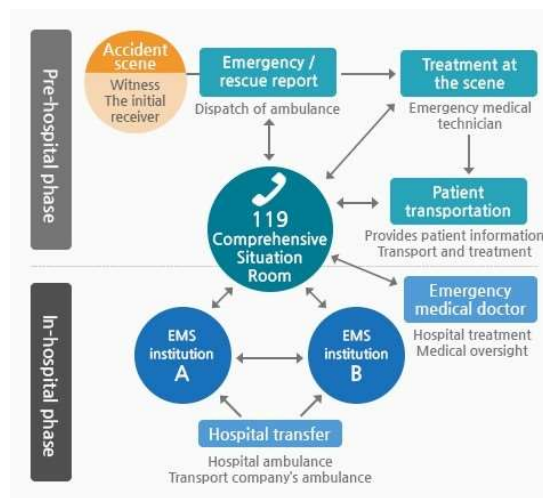 Pre-hospital phase
Accident
scene
Witness
The initial
receiver
Emergency /
rescue report
Dispatch of ambulance
Treatment at
the scene
Emergency medical
technician
119
Comprehensive
Situation
Room
Patient
transportation
Provides patient information
Transport and treatment
In-hospital phase
Emergency
medical doctor
Hospital treatment
Medical oversight
EMS
institution
A
EMS
institution
B
Hospital transfer
Hospital ambulance
Transport company's ambulance